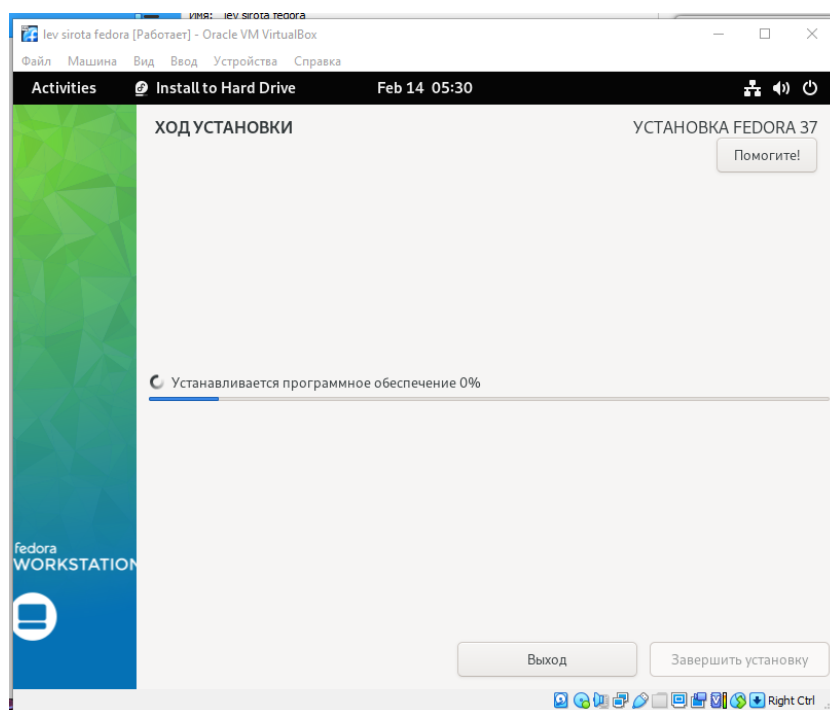 Имя: lev sirota fedora
lev sirota fedora [Работает] - Oracle VM VirtualBox
Файл Машина Вид Ввод Устройства Справка
Activities Install to Hard Drive Feb 14 05:30
ХОД УСТАНОВКИ УСТАНОВКА FEDORA 37
Помогите!
Устанавливается программное обеспечение 0%
fedora
WORKSTATION
Выход Завершить установку
Right Ctrl